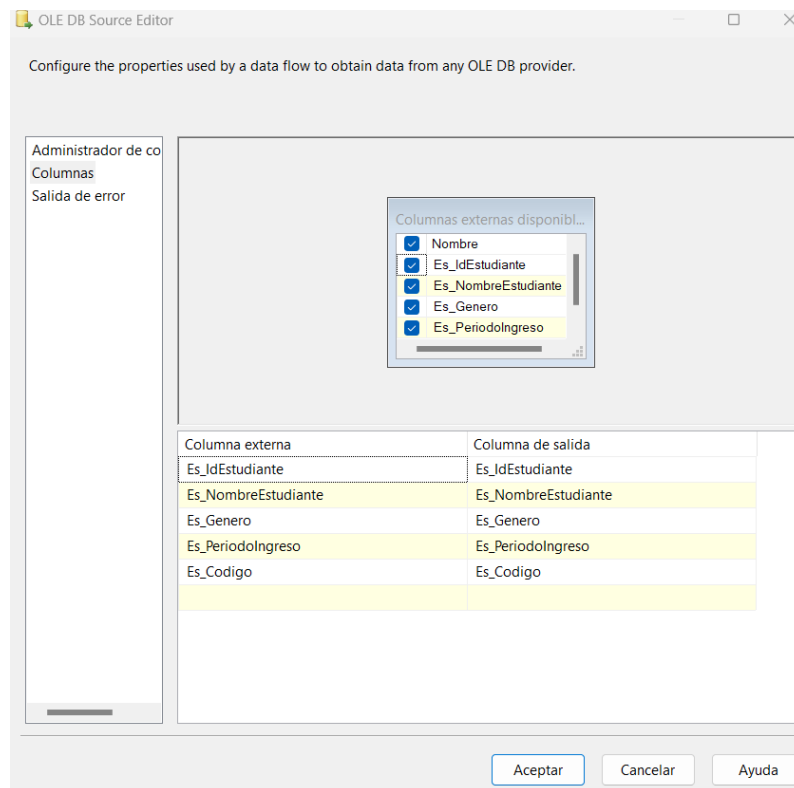 OLE DB Source Editor
Configure the properties used by a data flow to obtain data from any OLE DB provider.
Administrador de co
Columnas
Salida de error
Columnas externas disponibl...
Nombre
Es_IdEstudiante
Es_NombreEstudiante
Es_Genero
Es_PeriodoIngreso
Columna externa Columna de salida
Es_IdEstudiante Es_IdEstudiante
Es_NombreEstudiante Es_NombreEstudiante
Es_Genero Es_Genero
Es_PeriodoIngreso Es_PeriodoIngreso
Es_Codigo Es_Codigo
Aceptar Cancelar Ayuda